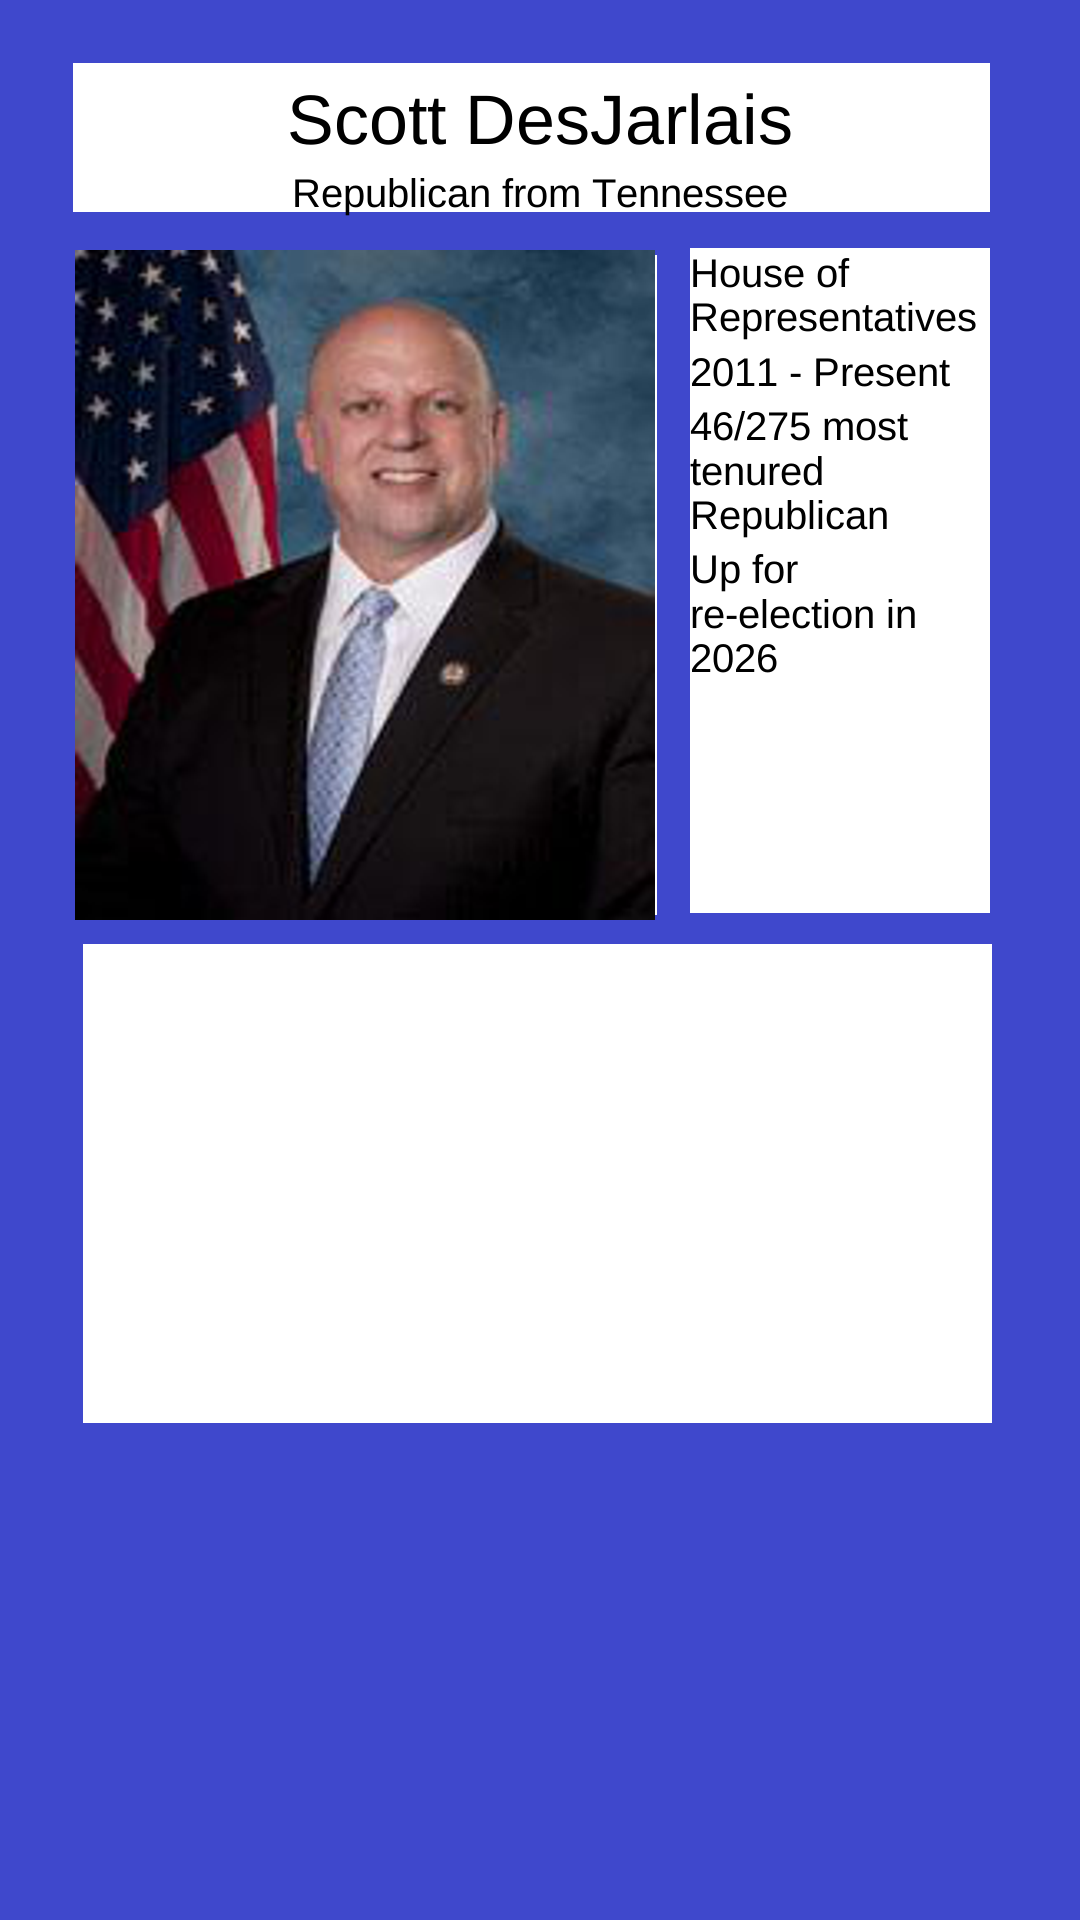 Scott DesJarlais
Republican from Tennessee
House of
Representatives
2011 - Present
46/275 most
tenured
Republican
Up for
re-election in
2026